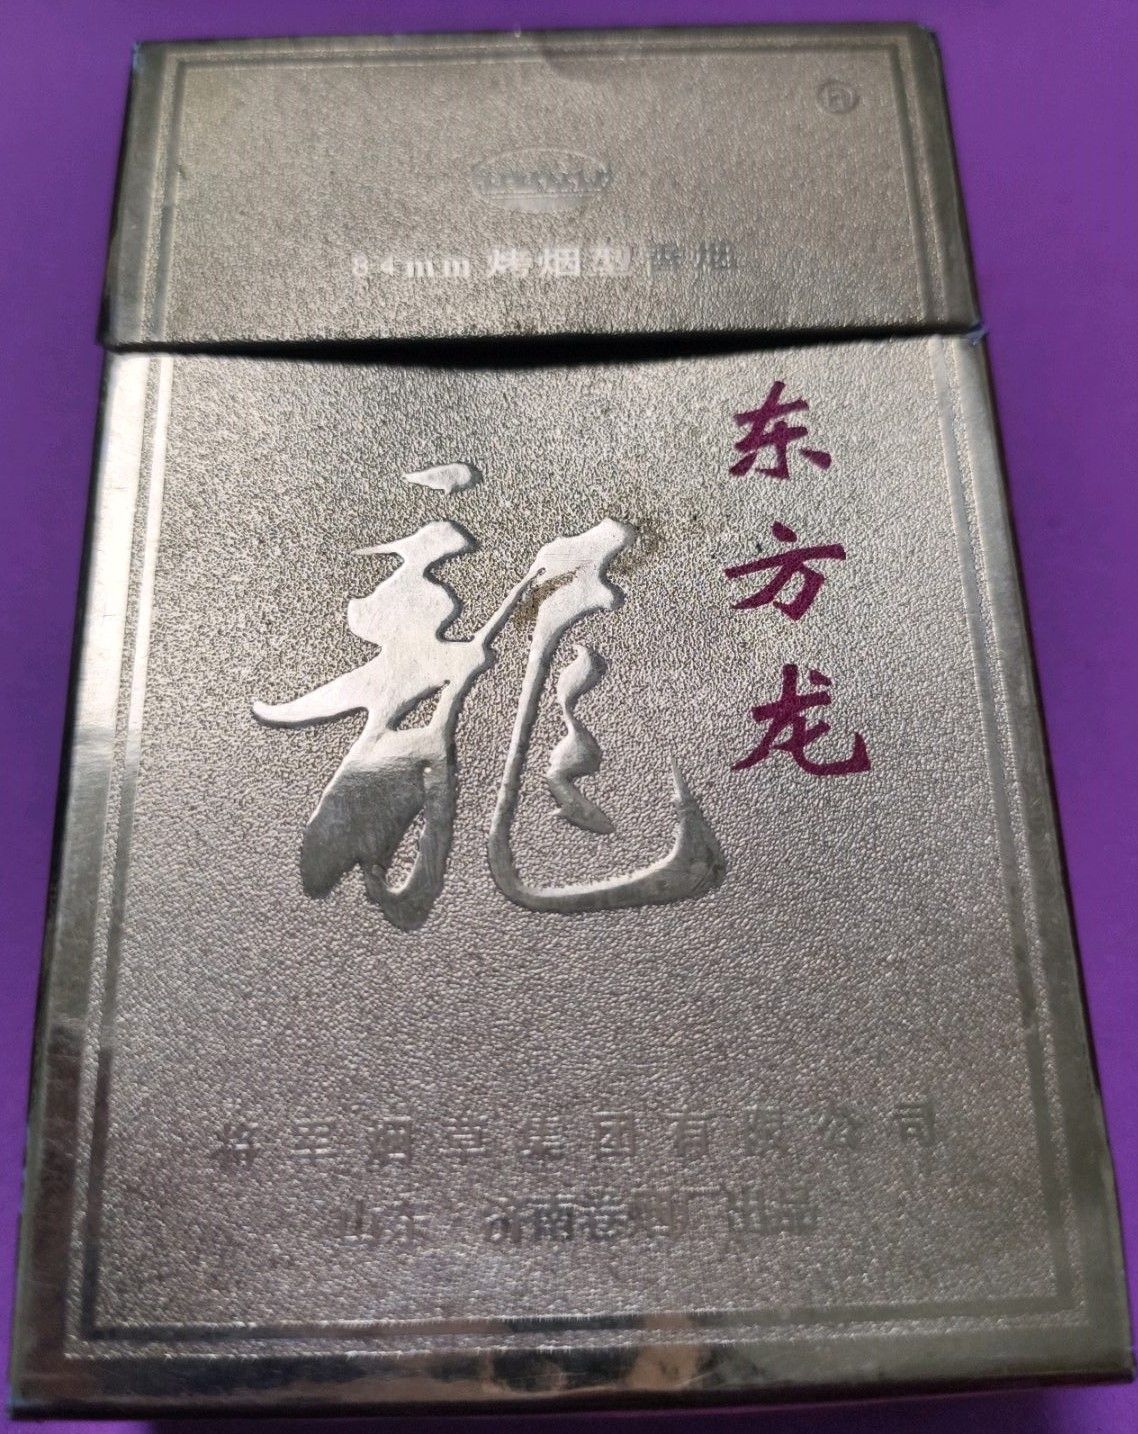 ®
84mm 烤烟型 香烟
东方龙
龍
将军烟草集团有限公司
山东 济南卷烟厂出品